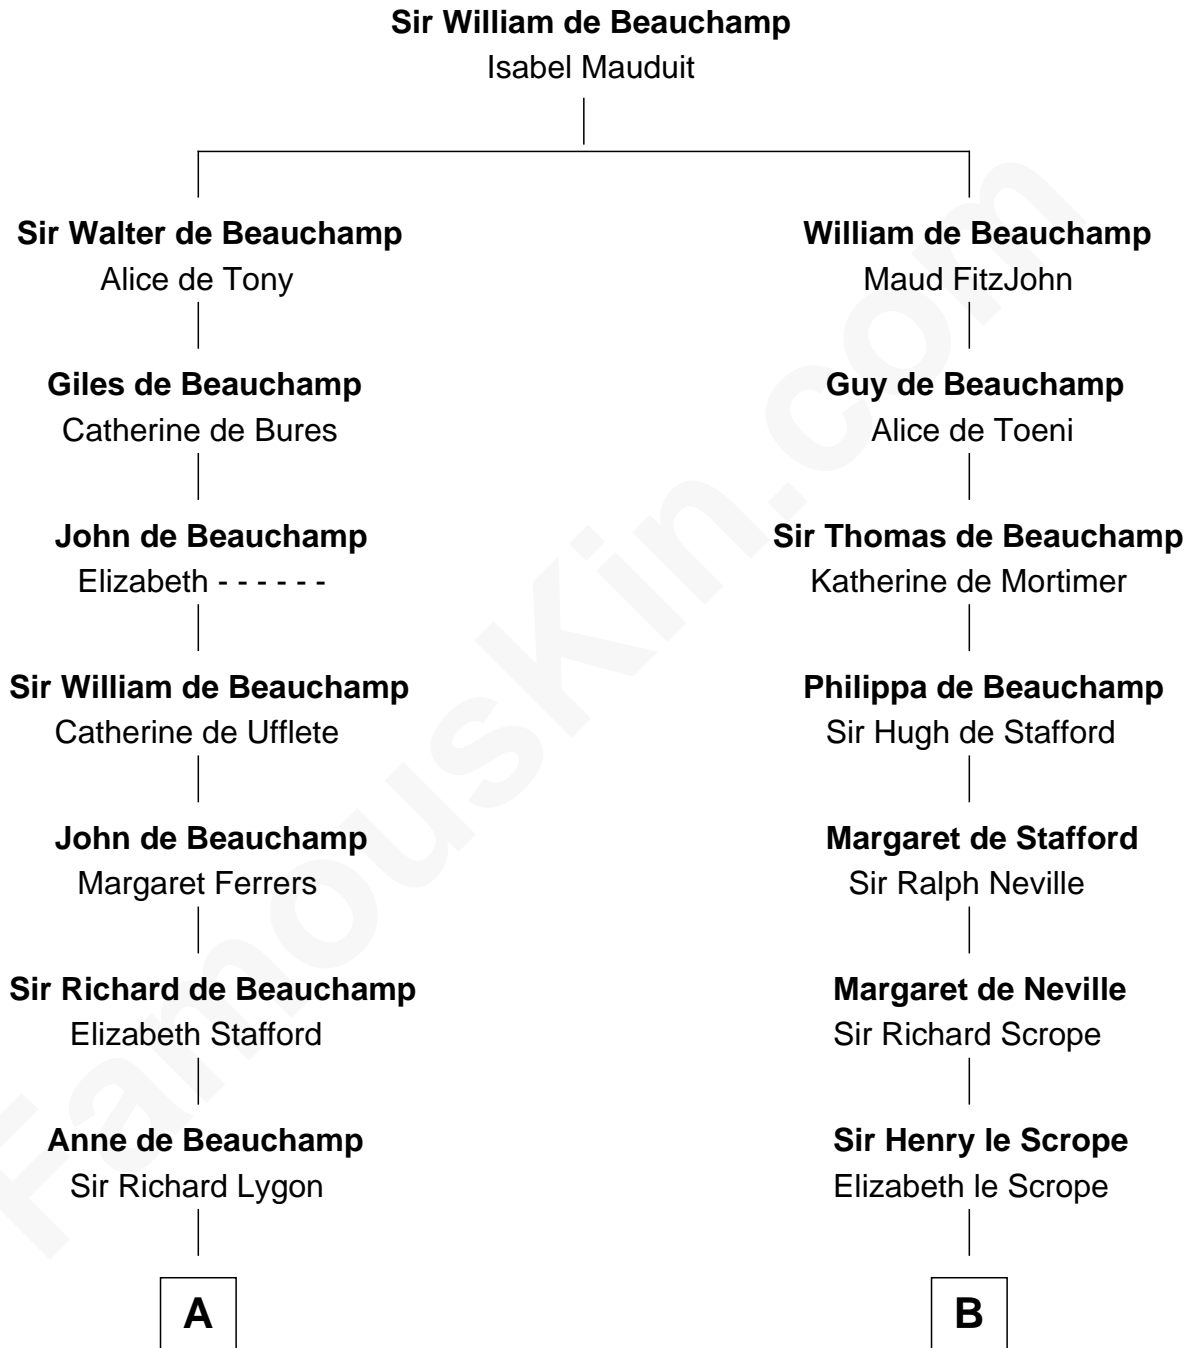 Sir William de Beauchamp
Isabel Mauduit
Sir Walter de Beauchamp
Alice de Tony
William de Beauchamp
Maud FitzJohn
Giles de Beauchamp
Catherine de Bures
Guy de Beauchamp
Alice de Toeni
John de Beauchamp
Elizabeth - - - - - -
Sir Thomas de Beauchamp
Katherine de Mortimer
Sir William de Beauchamp
Catherine de Ufflete
Philippa de Beauchamp
Sir Hugh de Stafford
John de Beauchamp
Margaret Ferrers
Margaret de Stafford
Sir Ralph Neville
Sir Richard de Beauchamp
Elizabeth Stafford
Margaret de Neville
Sir Richard Scrope
Anne de Beauchamp
Sir Richard Lygon
Sir Henry le Scrope
Elizabeth le Scrope
A
B
FamousKin.com